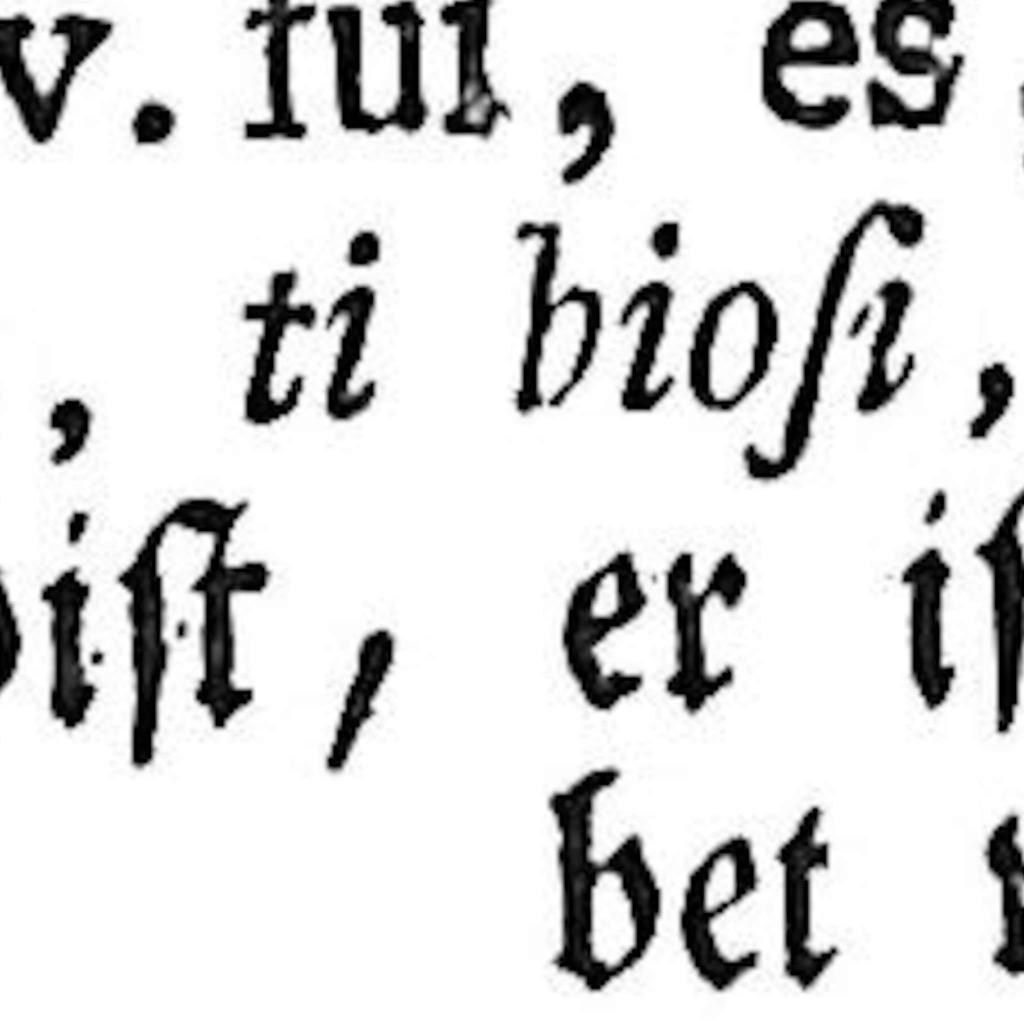 v. fui, es
, ti bioſi,
biſt, er iſ
bet